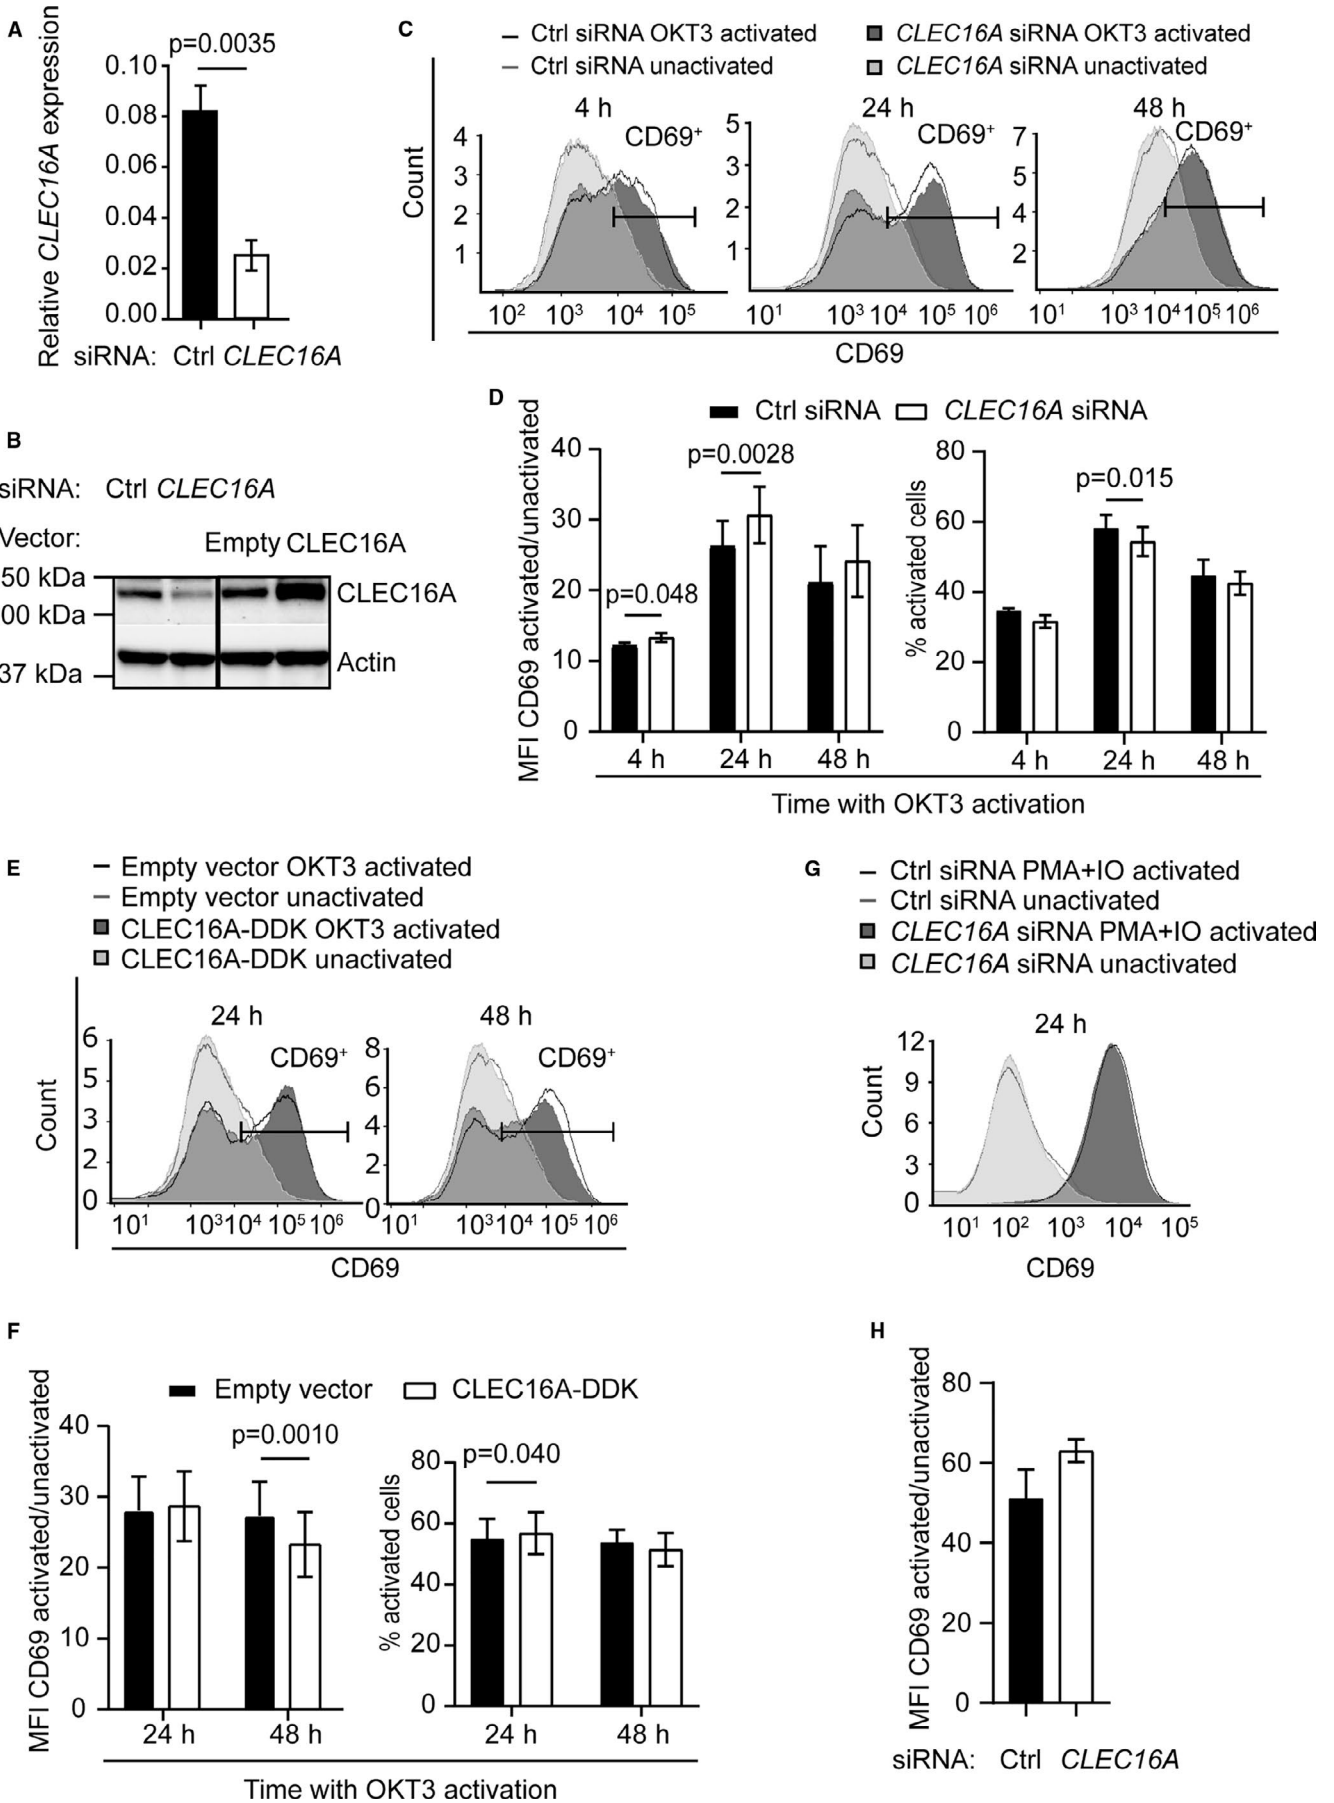 A
Relative CLEC16A expression
p=0.0035
0.10
0.08
0.06
0.04
0.02
0.00
siRNA: Ctrl CLEC16A
B
siRNA: Ctrl CLEC16A
Vector: Empty CLEC16A
50 kDa
00 kDa
37 kDa
CLEC16A
Actin
C
Ctrl siRNA OKT3 activated
Ctrl siRNA unactivated
CLEC16A siRNA OKT3 activated
CLEC16A siRNA unactivated
Count
4 h
CD69+
4
3
2
1
10² 10³ 10⁴ 10⁵
24 h
CD69+
5
3
2
1
10¹ 10³ 10⁴ 10⁵ 10⁶
48 h
CD69+
7
5
4
2
10¹ 10³ 10⁴ 10⁵ 10⁶
CD69
D
Ctrl siRNA CLEC16A siRNA
MFI CD69 activated/unactivated
40
30
20
10
0
p=0.048
p=0.0028
4 h 24 h 48 h
% activated cells
80
60
40
20
0
p=0.015
4 h 24 h 48 h
Time with OKT3 activation
E
Empty vector OKT3 activated
Empty vector unactivated
CLEC16A-DDK OKT3 activated
CLEC16A-DDK unactivated
Count
24 h
CD69+
6
5
3
2
0
10¹ 10³ 10⁴ 10⁵ 10⁶
48 h
CD69+
8
6
4
2
0
10¹ 10³ 10⁴ 10⁵ 10⁶
CD69
G
Ctrl siRNA PMA+IO activated
Ctrl siRNA unactivated
CLEC16A siRNA PMA+IO activated
CLEC16A siRNA unactivated
24 h
Count
12
9
6
3
0
10¹ 10² 10³ 10⁴ 10⁵
CD69
F
Empty vector CLEC16A-DDK
MFI CD69 activated/unactivated
40
30
20
10
0
p=0.0010
24 h 48 h
% activated cells
80
60
40
20
0
p=0.040
24 h 48 h
Time with OKT3 activation
H
MFI CD69 activated/unactivated
80
60
40
20
0
siRNA: Ctrl CLEC16A